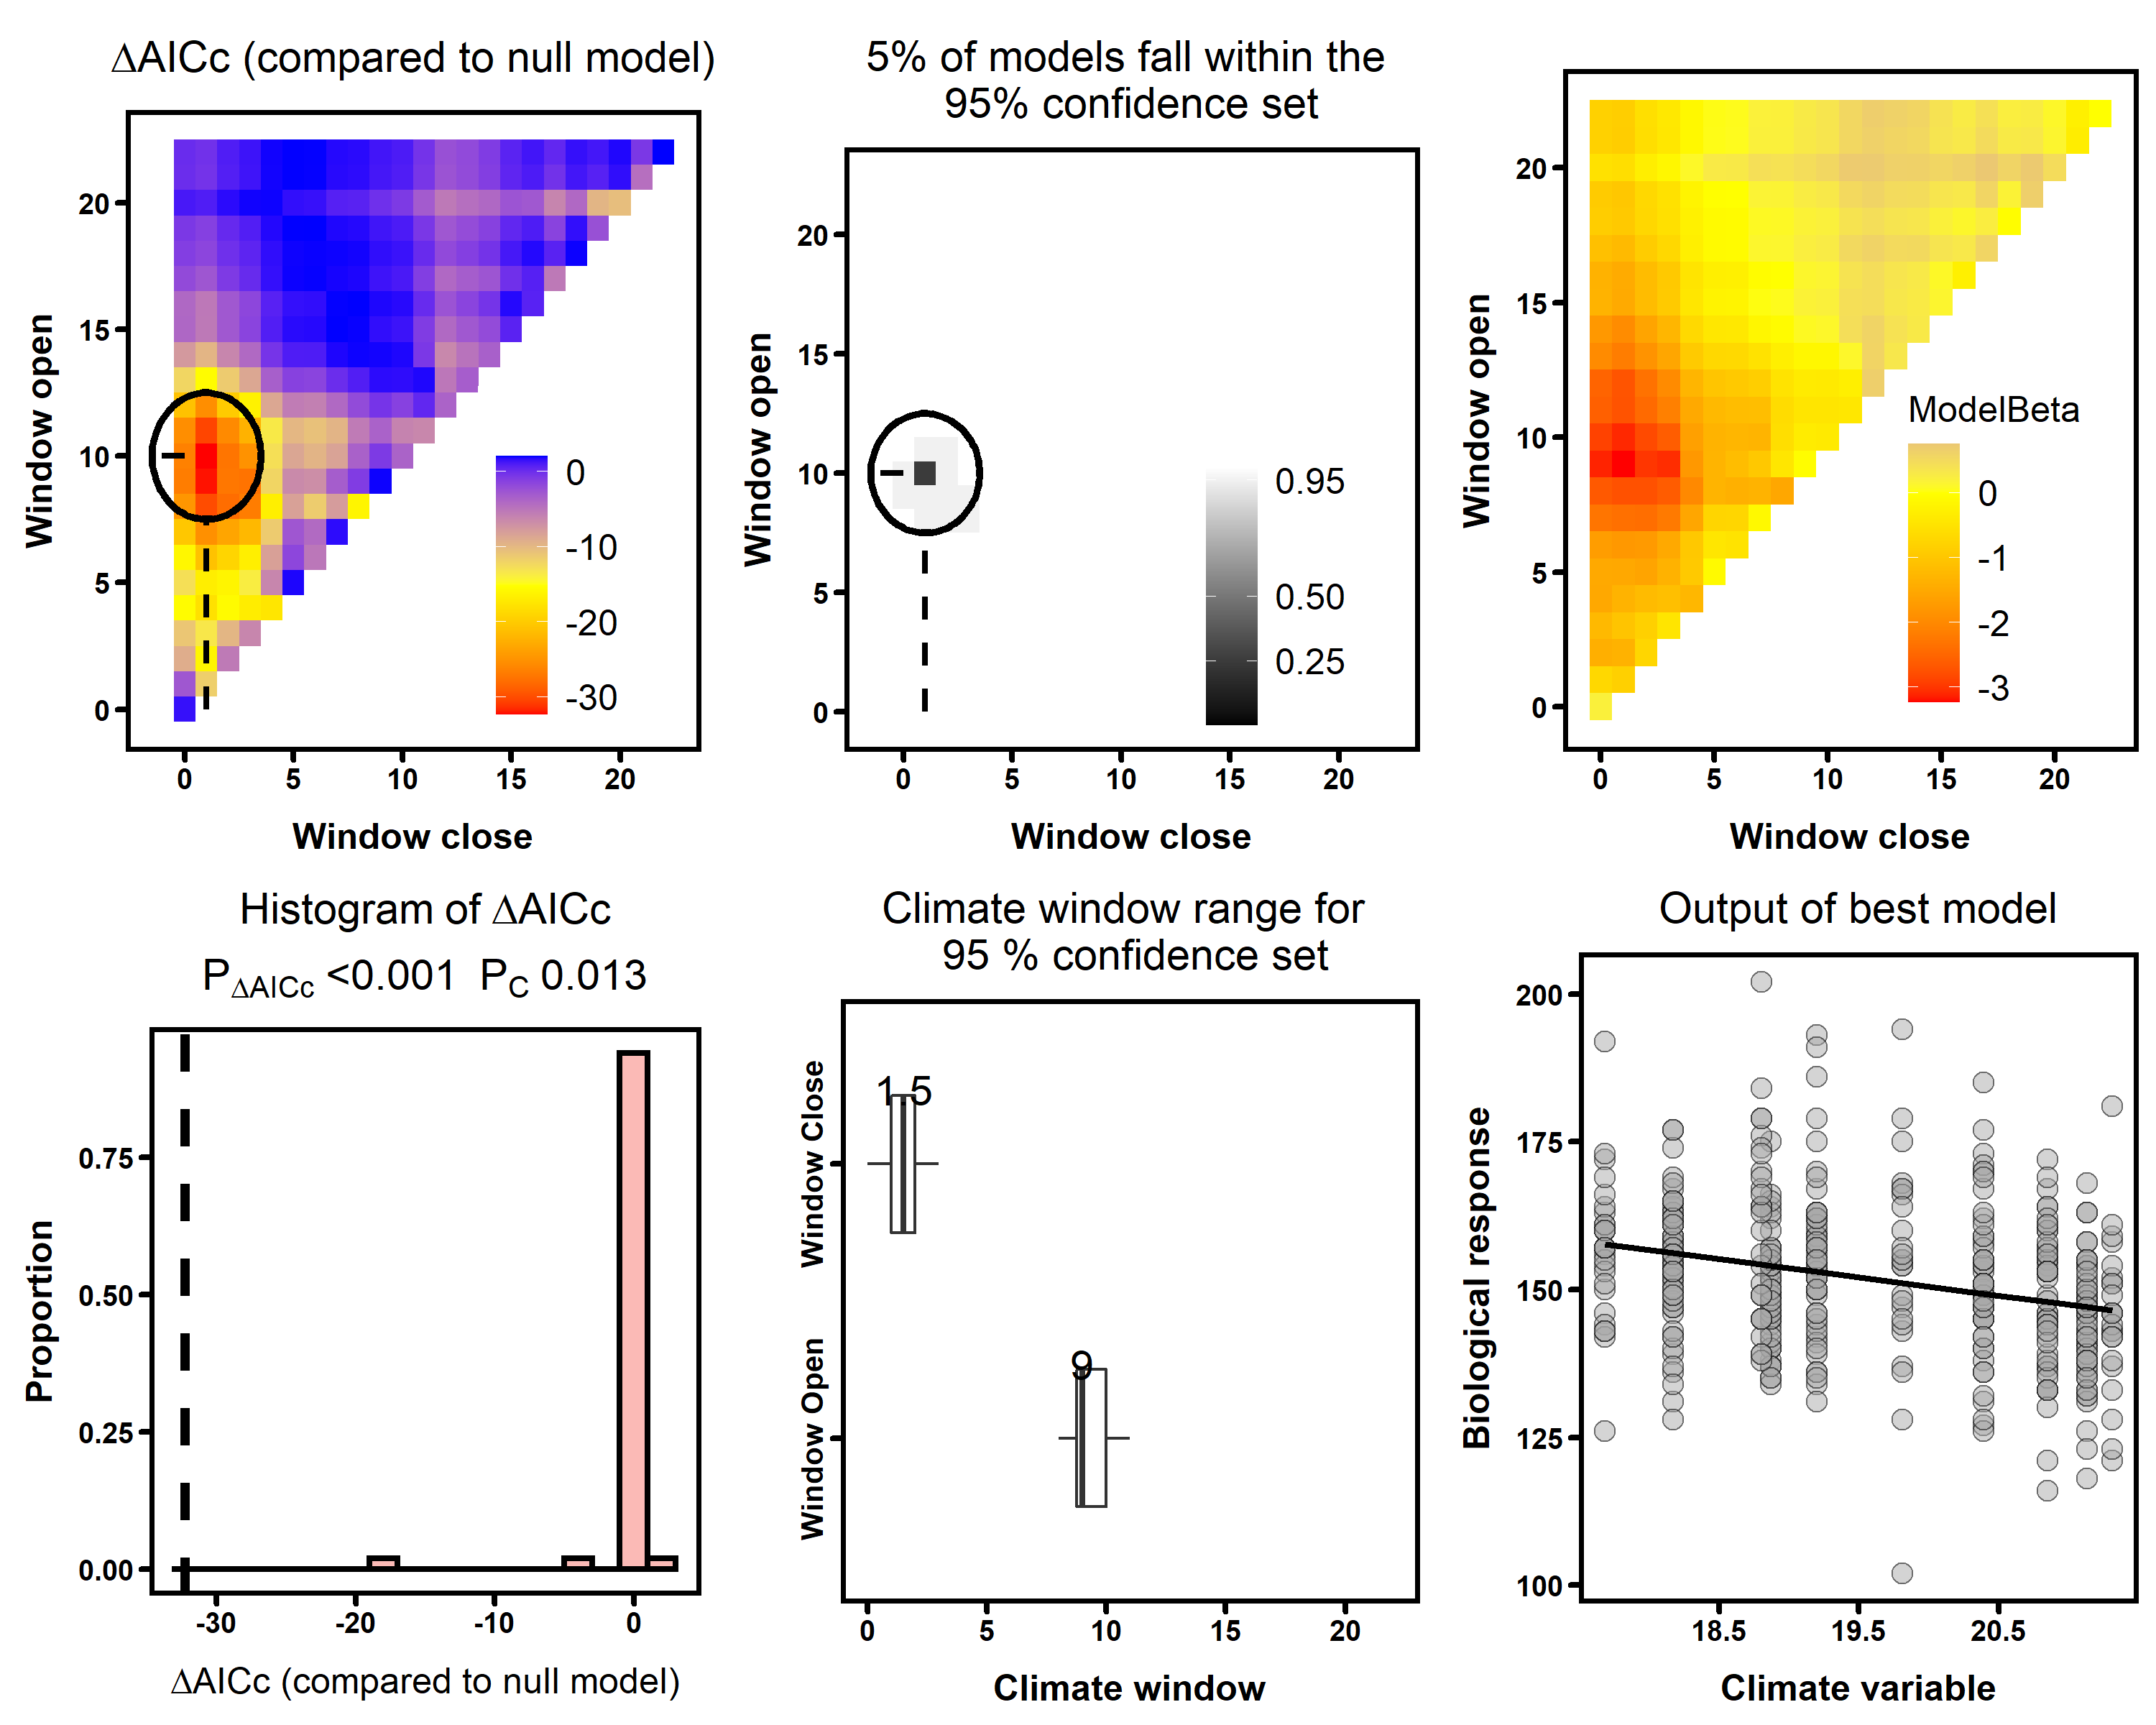 ∆AICc (compared to null model)
Window open
20
15
10
5
0
0
-10
-20
-30
0
5
10
15
20
Window close
5% of models fall within the
95% confidence set
Window open
20
15
10
5
0
0.95
0.50
0.25
0
5
10
15
20
Window close
Window open
20
15
10
5
0
ModelBeta
0
-1
-2
-3
0
5
10
15
20
Window close
Histogram of ∆AICc
P∆AICc <0.001 PC 0.013
Proportion
0.75
0.50
0.25
0.00
-30
-20
-10
0
∆AICc (compared to null model)
Climate window range for
95 % confidence set
Window Close
1.5
Window Open
9
0
5
10
15
20
Climate window
Output of best model
Biological response
200
175
150
125
100
18.5
19.5
20.5
Climate variable